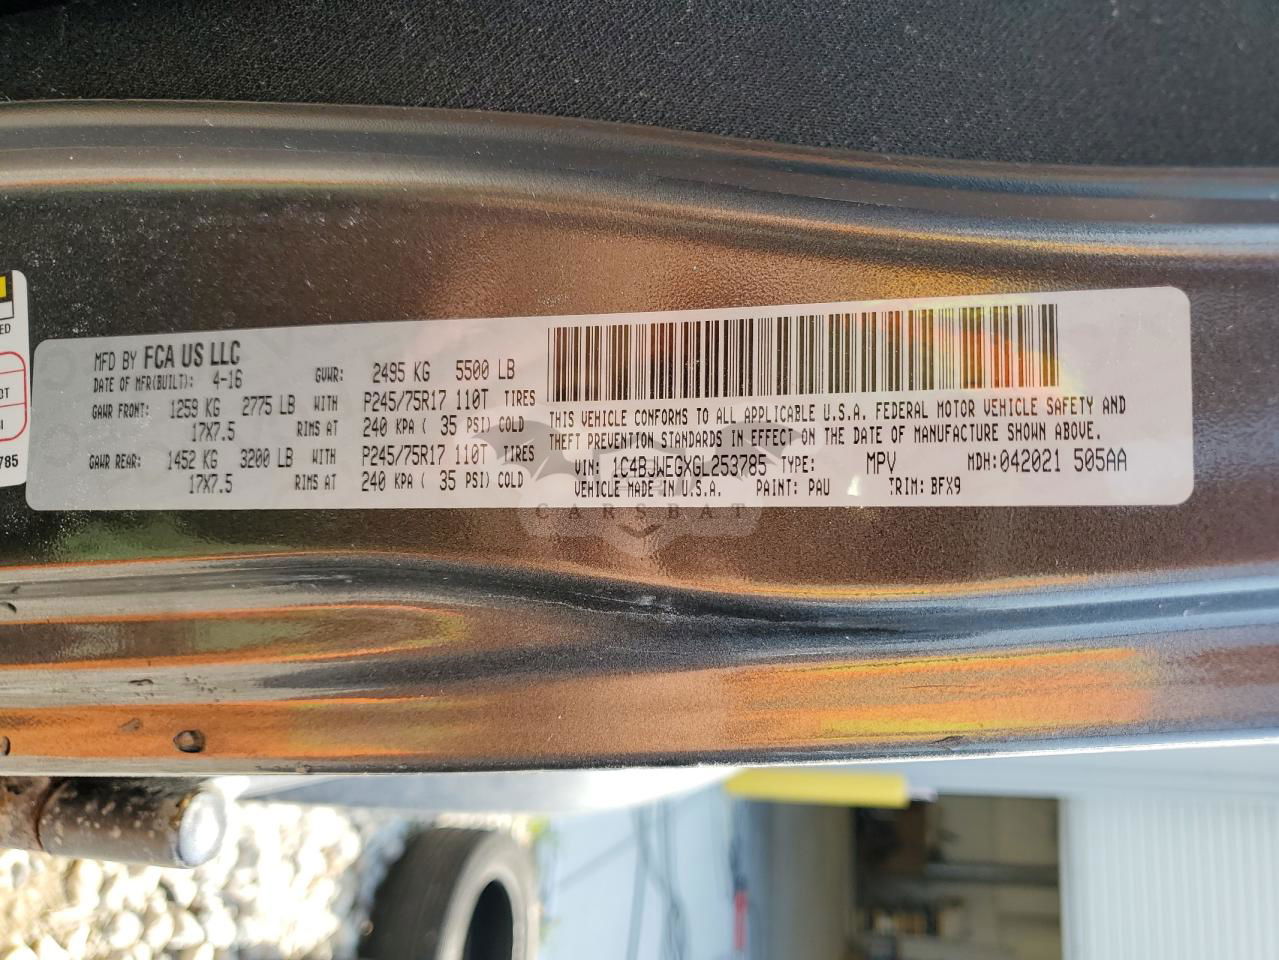 MFD BY FCA US LLC
DATE OF MFR(BUILT): 4-16 GVWR: 2495 KG 5500 LB
GAWR FRONT: 1259 KG 2775 LB WITH P245/75R17 110T TIRES
17X7.5 RIMS AT 240 KPA ( 35 PSI) COLD
GAWR REAR: 1452 KG 3200 LB WITH P245/75R17 110T TIRES
17X7.5 RIMS AT 240 KPA ( 35 PSI) COLD
THIS VEHICLE CONFORMS TO ALL APPLICABLE U.S.A. FEDERAL MOTOR VEHICLE SAFETY AND
THEFT PREVENTION STANDARDS IN EFFECT ON THE DATE OF MANUFACTURE SHOWN ABOVE.
VIN: 1C4BJWEGXGL253785 TYPE: MPV MDH:042021 505AA
VEHICLE MADE IN U.S.A. PAINT: PAU TRIM: BFX9
CARSBAT
785